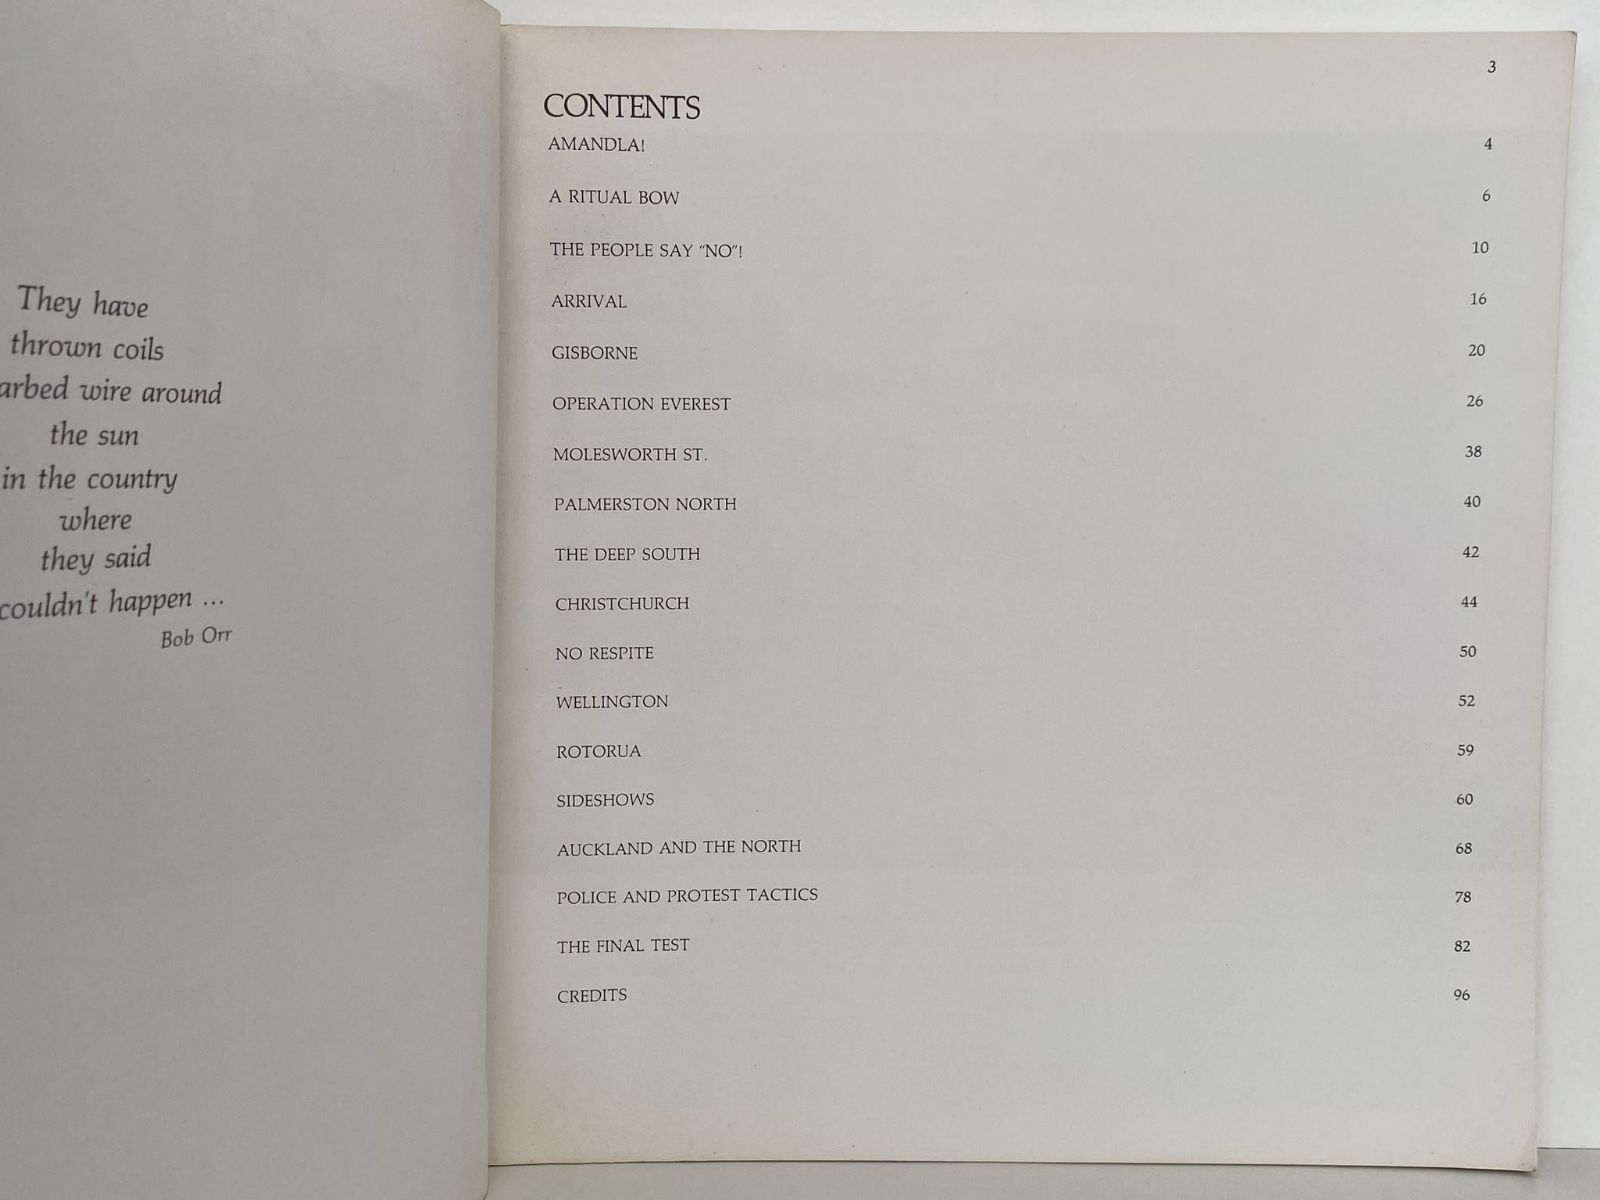 They have
thrown coils
arbed wire around
the sun
in the country
where
they said
couldn't happen ...
Bob Orr
3
CONTENTS
AMANDLA! 4
A RITUAL BOW 6
THE PEOPLE SAY “NO”! 10
ARRIVAL 16
GISBORNE 20
OPERATION EVEREST 26
MOLESWORTH ST. 38
PALMERSTON NORTH 40
THE DEEP SOUTH 42
CHRISTCHURCH 44
NO RESPITE 50
WELLINGTON 52
ROTORUA 59
SIDESHOWS 60
AUCKLAND AND THE NORTH 68
POLICE AND PROTEST TACTICS 78
THE FINAL TEST 82
CREDITS 96